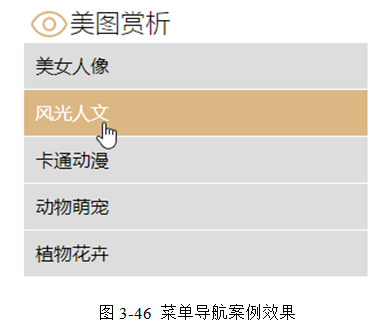 美图赏析
美女人像
风光人文
卡通动漫
动物萌宠
植物花卉
图 3-46 菜单导航案例效果